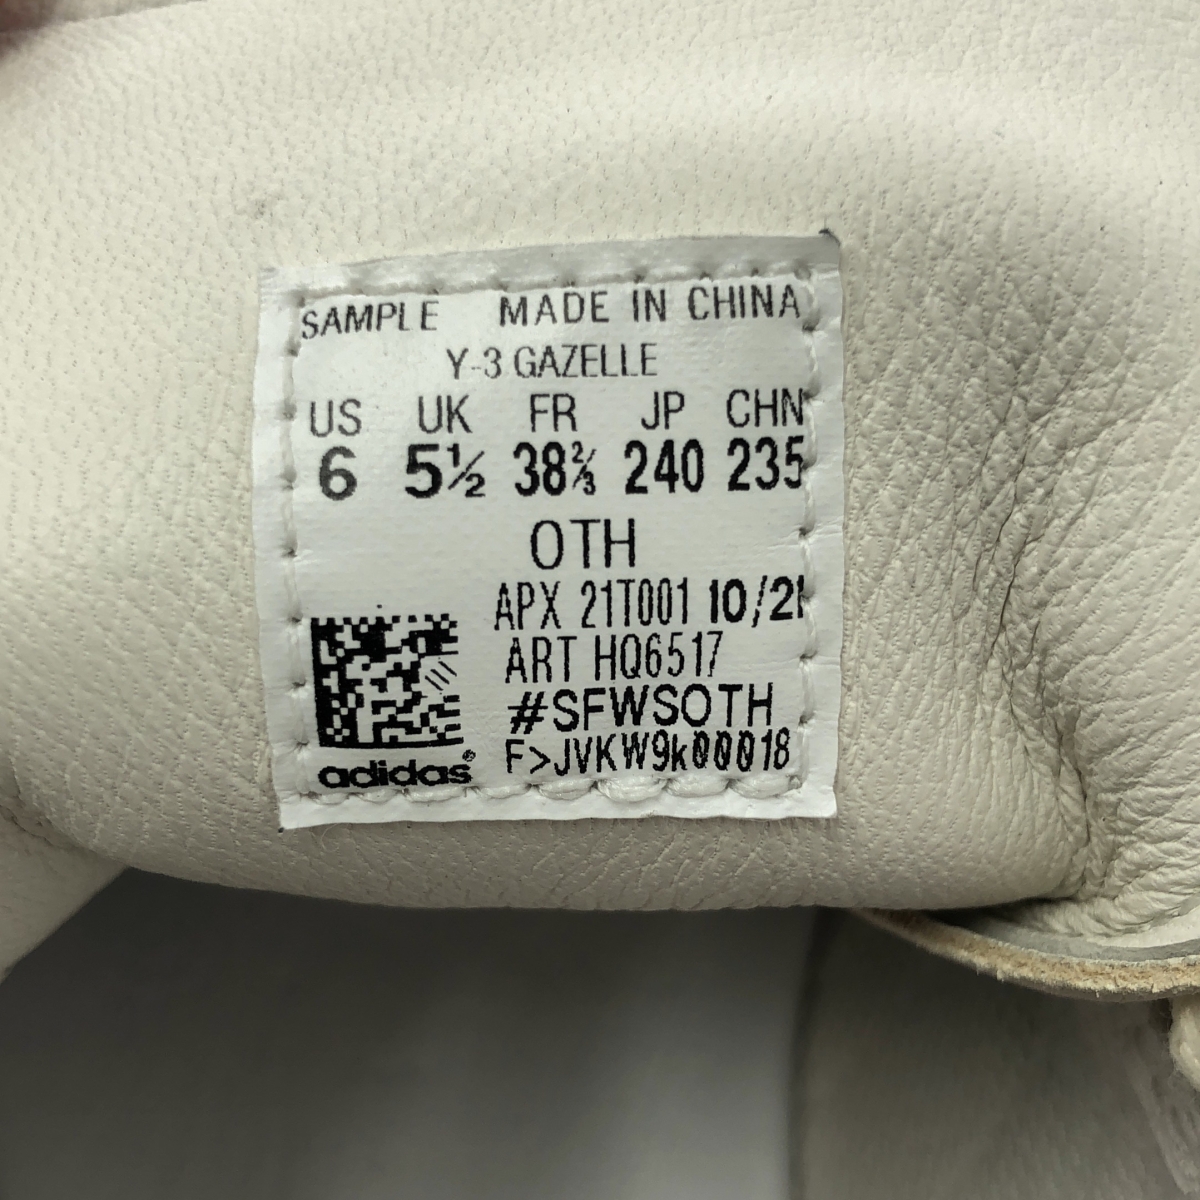 SAMPLE MADE IN CHINA
Y-3 GAZELLE
US UK FR JP CHN
6 5½ 38⅔ 240 235
OTH
APX 21T001 10/21
ART HQ6517
#SFWSOTH
F>JVKW9k00018
adidas®